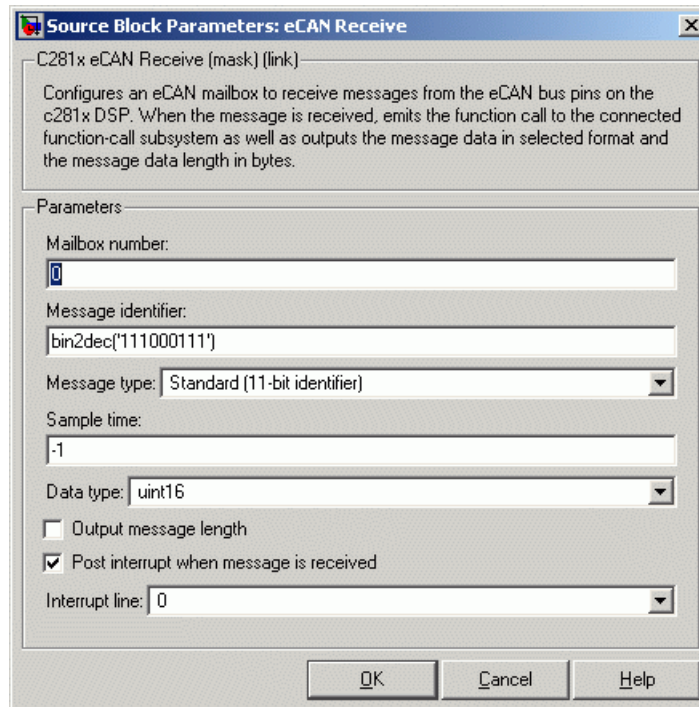 Source Block Parameters: eCAN Receive
C281x eCAN Receive (mask) (link)
Configures an eCAN mailbox to receive messages from the eCAN bus pins on the
c281x DSP. When the message is received, emits the function call to the connected
function-call subsystem as well as outputs the message data in selected format and
the message data length in bytes.
Parameters
Mailbox number:
0
Message identifier:
bin2dec('111000111')
Message type: Standard (11-bit identifier)
Sample time:
-1
Data type: uint16
Output message length
Post interrupt when message is received
Interrupt line: 0
OK Cancel Help